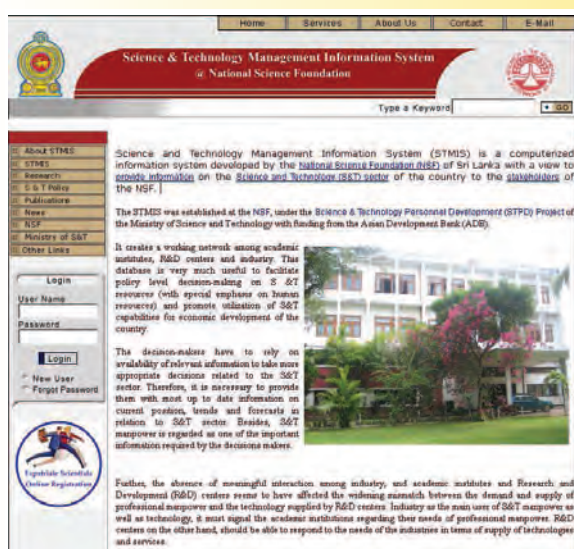 Home Services About Us Contact E-Mail
Science & Technology Management Information System
@ National Science Foundation
Type a Keyword GO
About STMIS
STMIS
Research
S & T Policy
Publications
News
NSF
Ministry of S&T
Other Links
Login
User Name
Password
Login
New User
Forgot Password
Expatriate Scientists
Online Registration
Science and Technology Management Information System (STMIS) is a computerized
information system developed by the National Science Foundation (NSF) of Sri Lanka with a view to
provide information on the Science and Technology (S&T) sector of the country to the stakeholders of
the NSF.
The STMIS was established at the NSF, under the Science & Technology Personnel Development (STPD) Project of
the Ministry of Science and Technology with funding from the Asian Development Bank (ADB).
It creates a working network among academic
institutes, R&D centers and industry. This
database is very much useful to facilitate
policy level decision-making on S &T
resources (with special emphasis on human
resources) and promote utilization of S&T
capabilities for economic development of the
country.
The decision-makers have to rely on
availability of relevant information to take more
appropriate decisions related to the S&T
sector. Therefore, it is necessary to provide
them with most up to date information on
current position, trends and forecasts in
relation to S&T sector. Besides, S&T
manpower is regarded as one of the important
information required by the decisions makers.
Further, the absence of meaningful interaction among industry, and academic institutes and Research and
Development (R&D) centers seems to have affected the widening mismatch between the demand and supply of
professional manpower and the technology supplied by R&D centers. Industry as the main user of S&T manpower as
well as technology, it must signal the academic institutions regarding their needs of professional manpower. R&D
centers on the other hand, should be able to respond to the needs of the industries in terms of supply of technologies
and services.